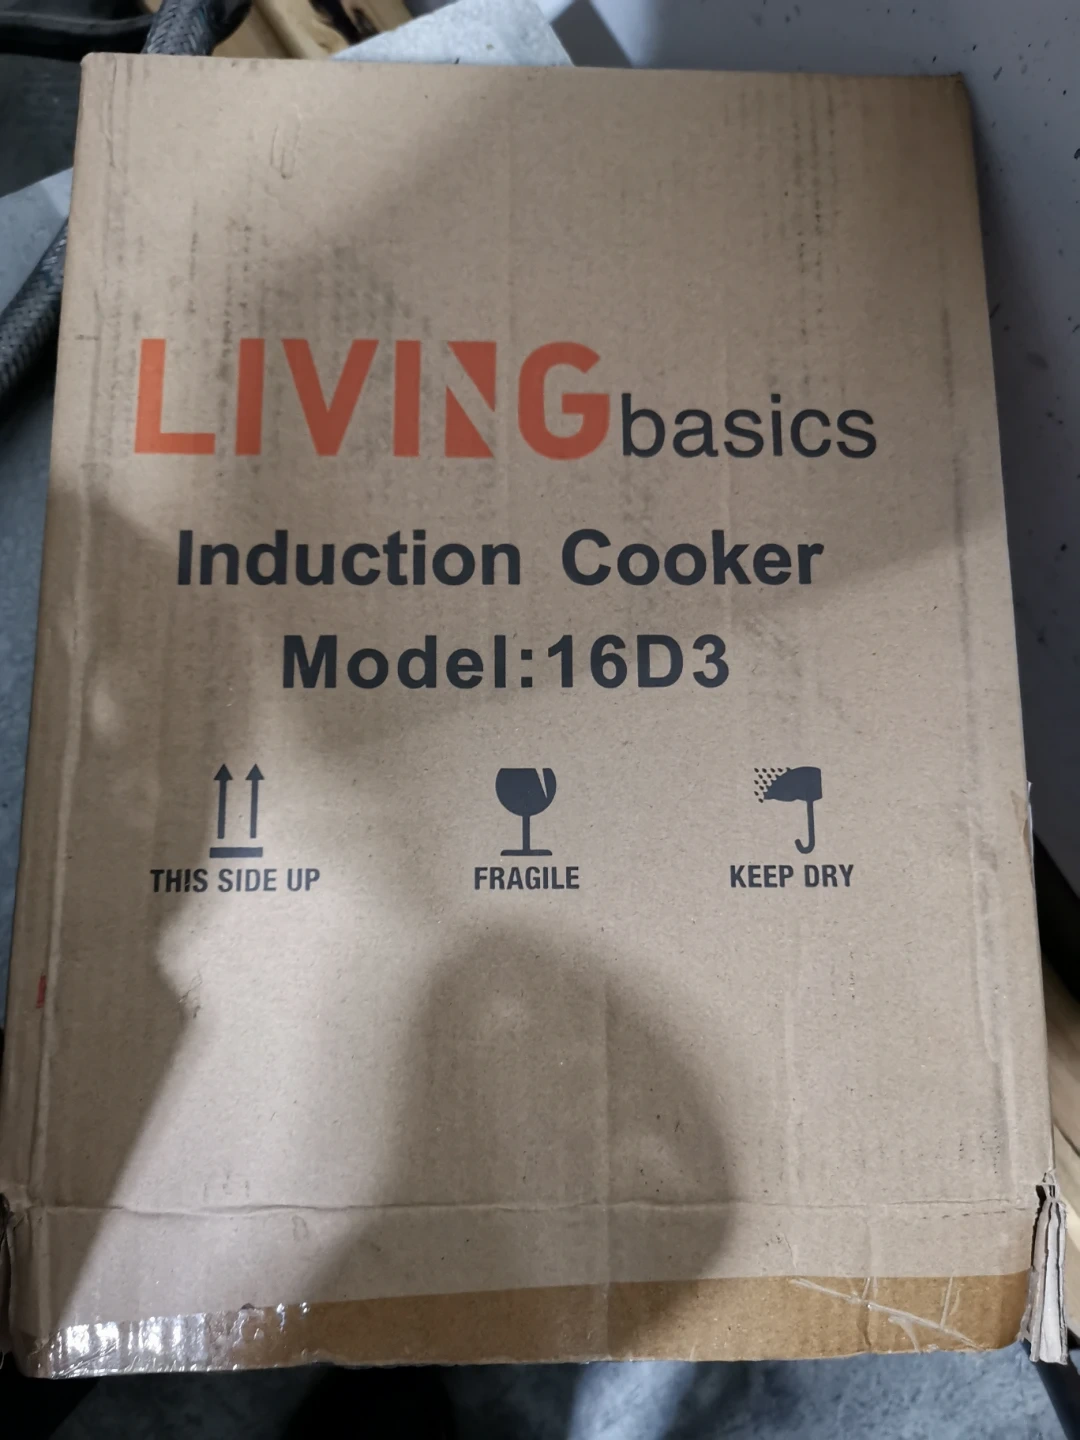 LIVINGbasics
Induction Cooker
Model:16D3
THIS SIDE UP FRAGILE KEEP DRY